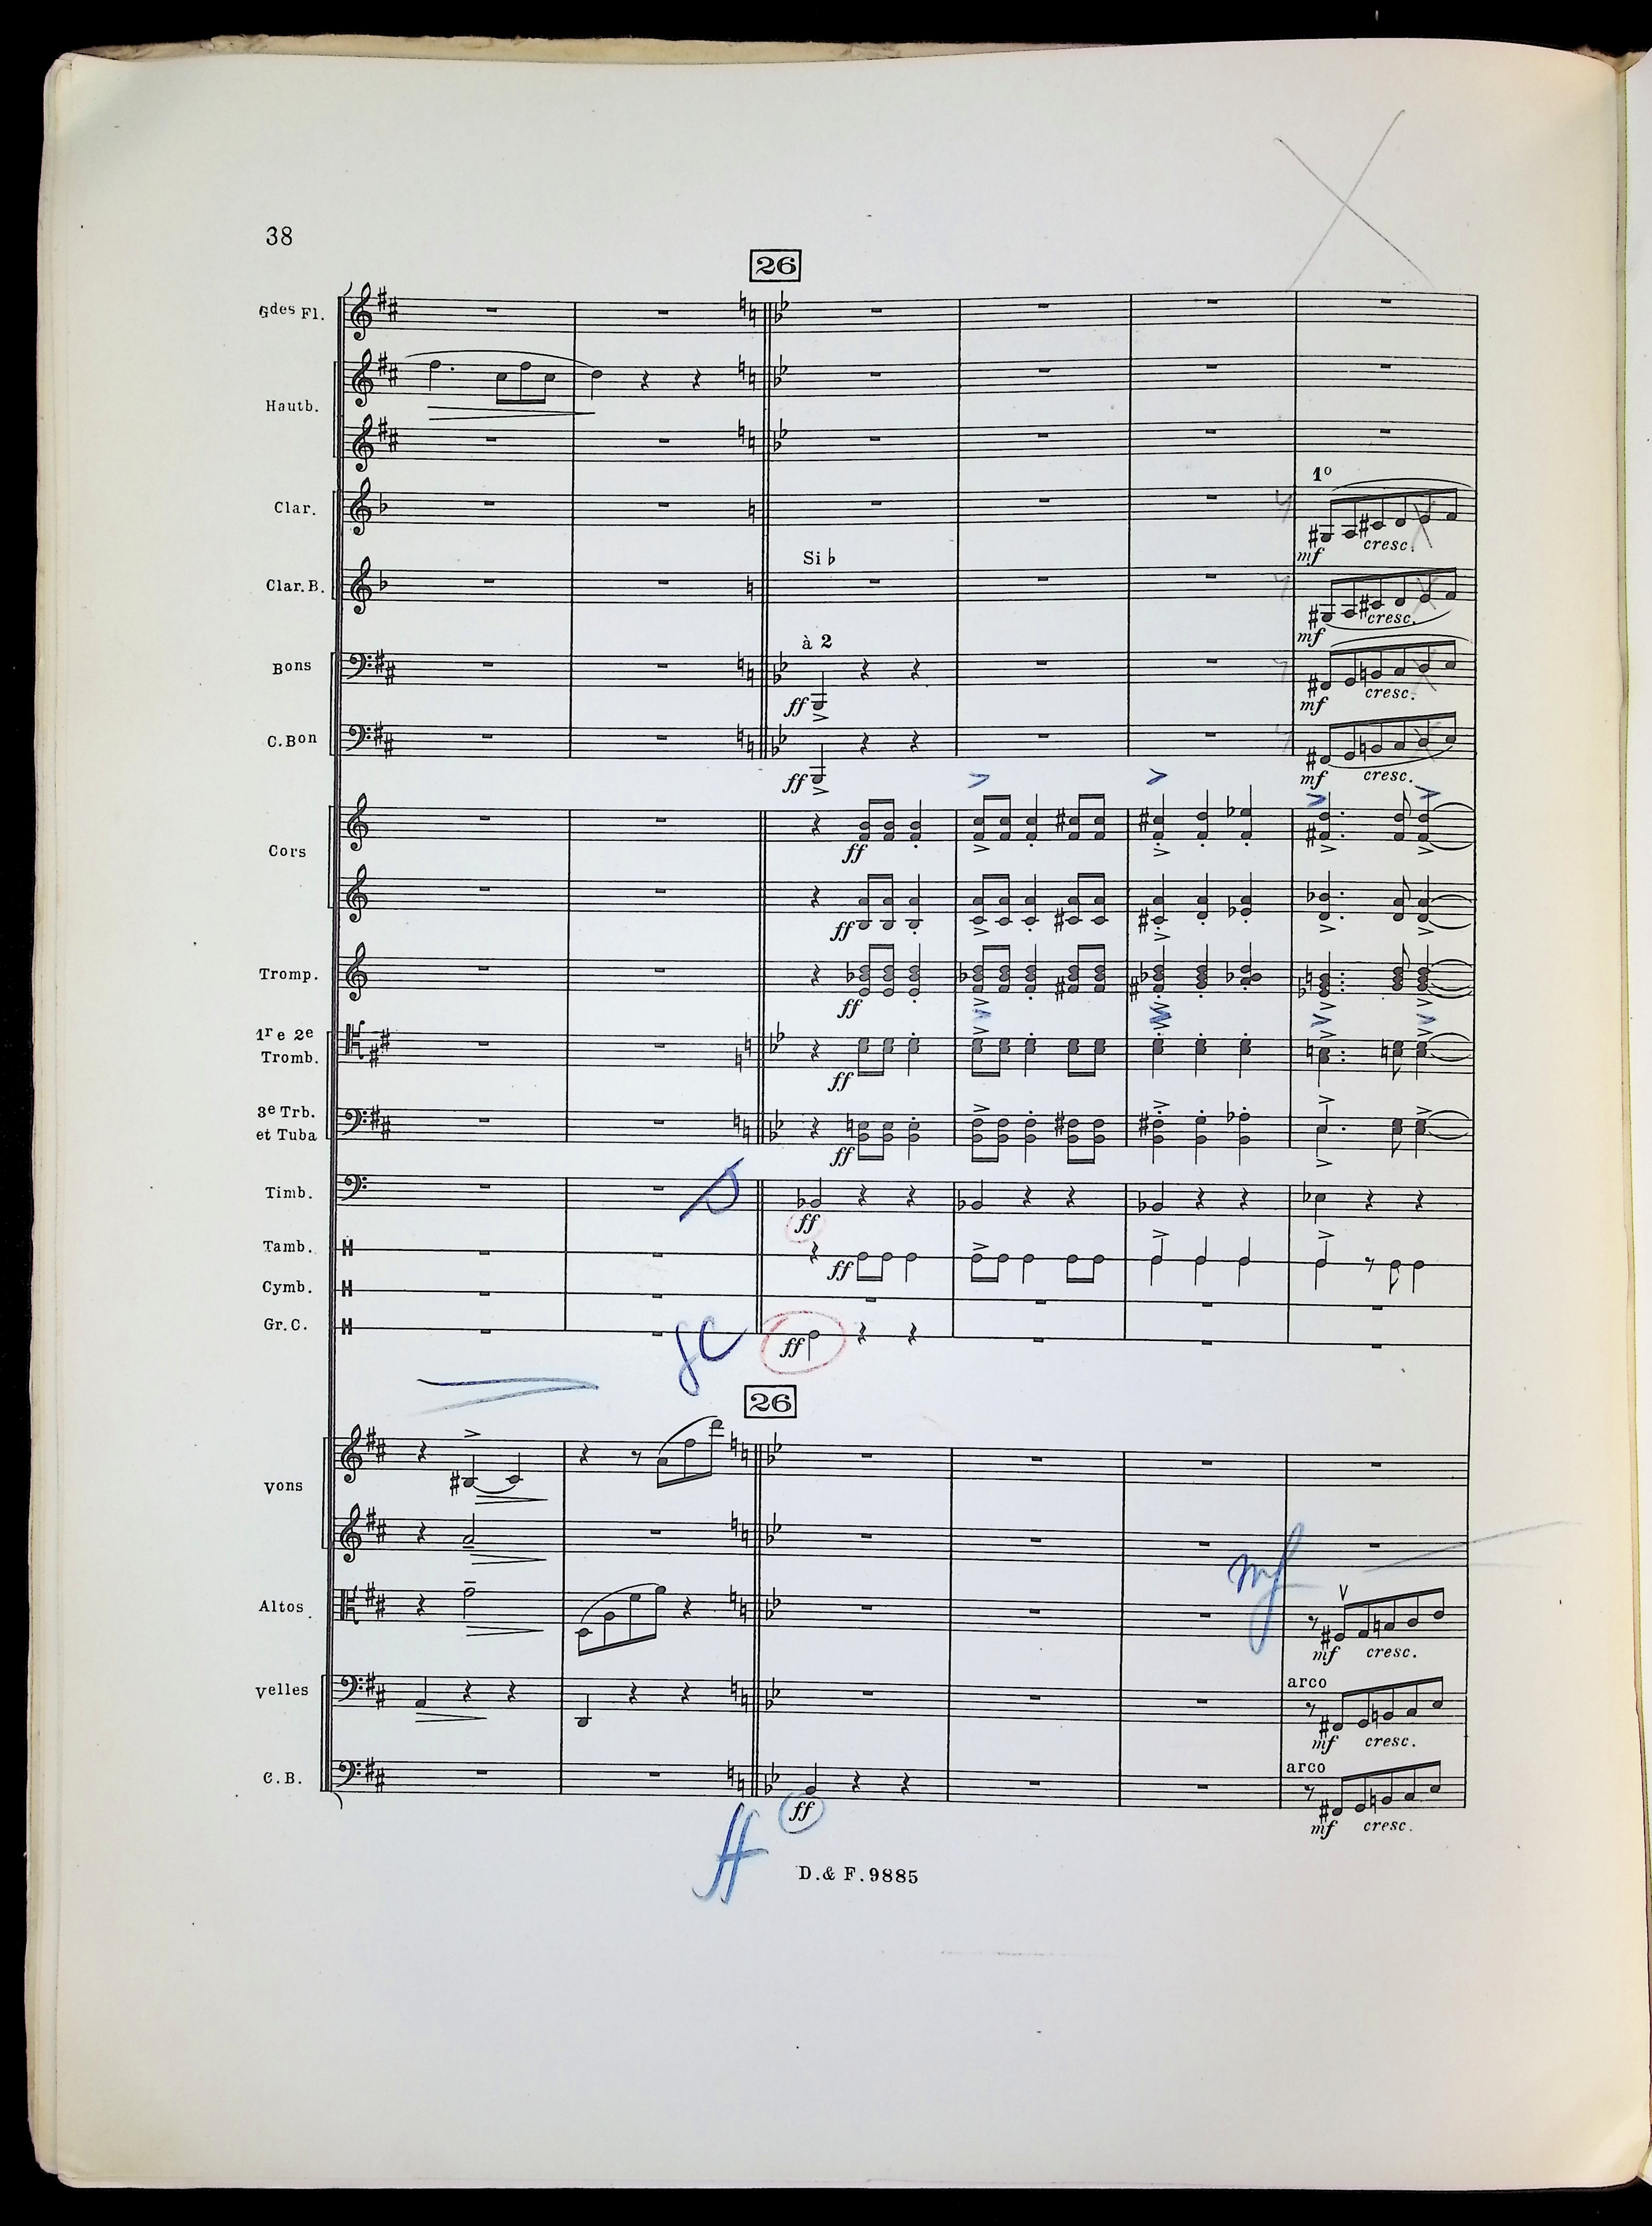 38
26
Gdes Fl.
Hautb.
1º
Clar.
mf cresc.
Si♭
Clar. B.
mf cresc.
à 2
Bons
ff mf cresc.
C. Bon
ff mf cresc.
Cors
ff
ff
Tromp.
ff
1r e 2e
Tromb.
ff
3e Trb.
et Tuba
ff
Timb.
ff
Tamb.
ff
Cymb.
Gr. C.
ff
26
Vons
mf
Altos.
mf cresc.
arco
Velles
mf cresc.
arco
C. B.
ff mf cresc.
ff
D. & F. 9885